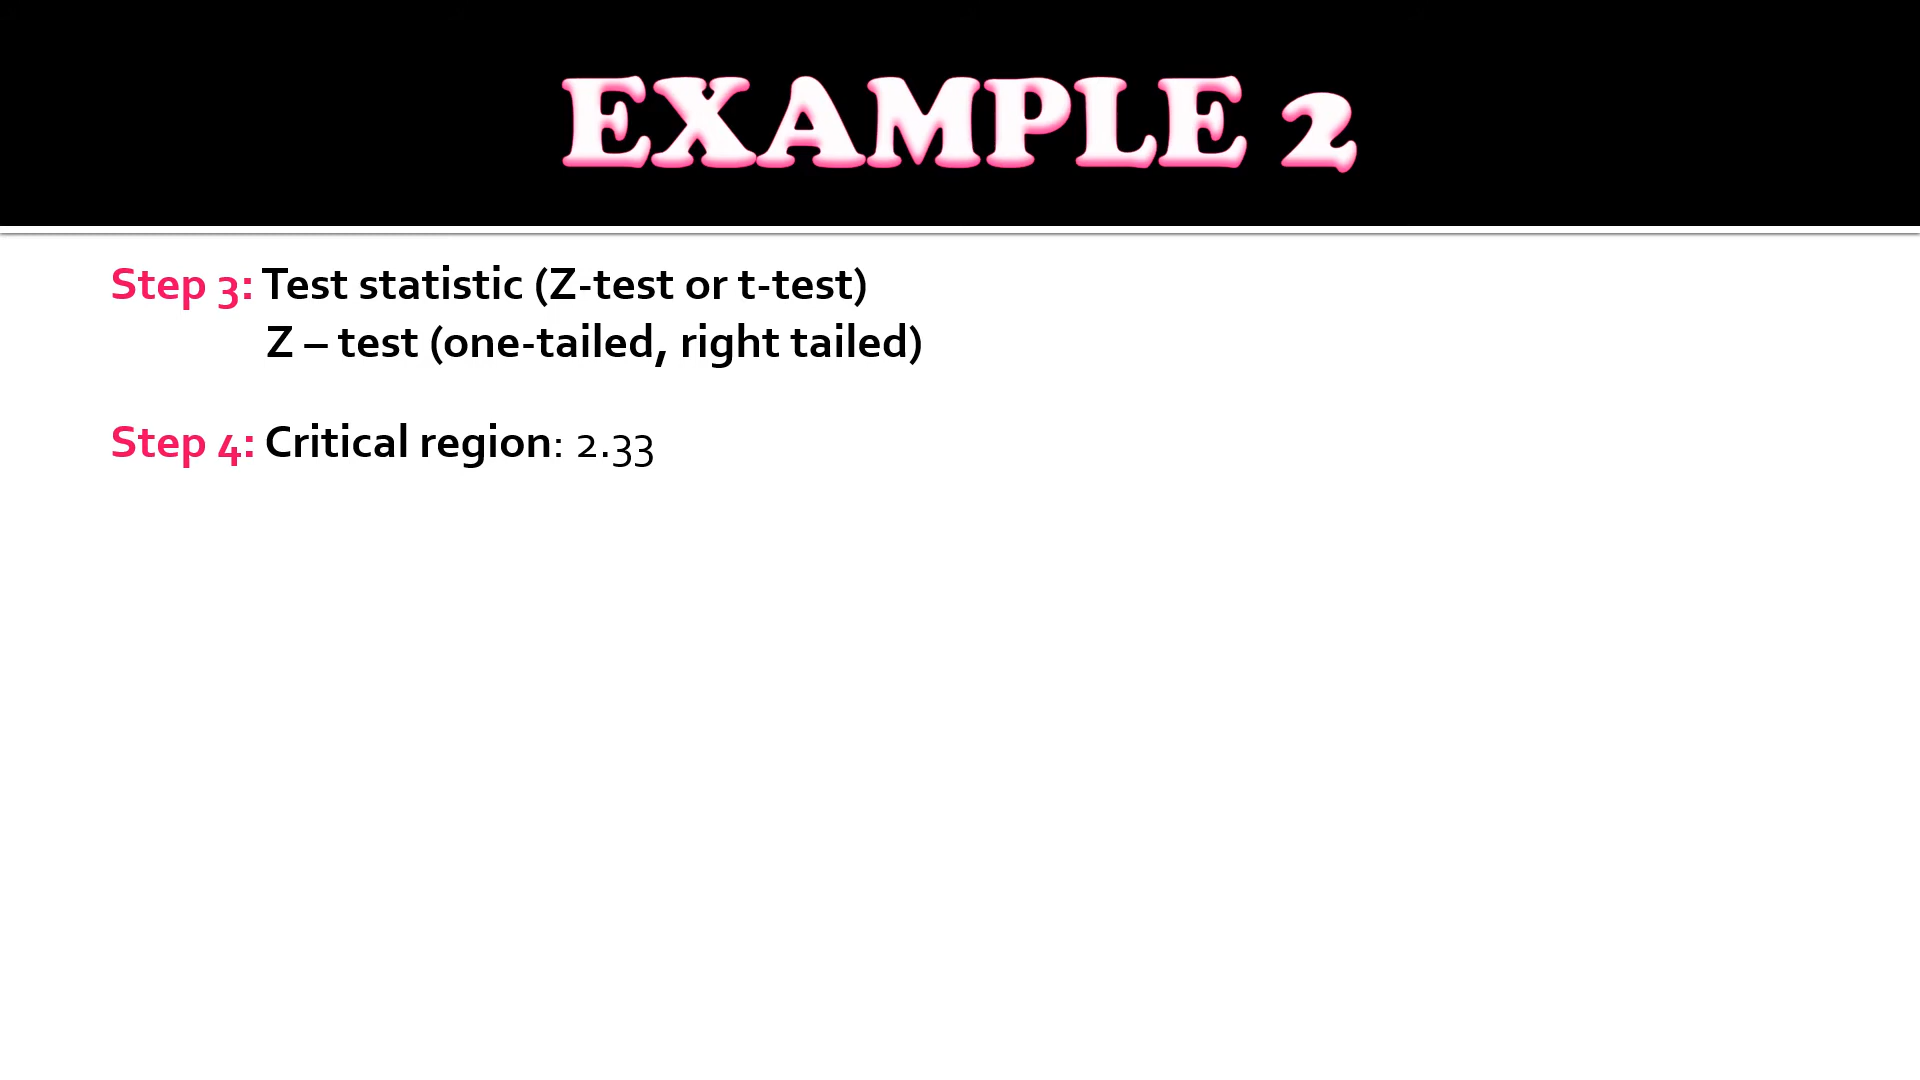 EXAMPLE 2
Step 3: Test statistic (Z-test or t-test)
Z – test (one-tailed, right tailed)
Step 4: Critical region: 2.33